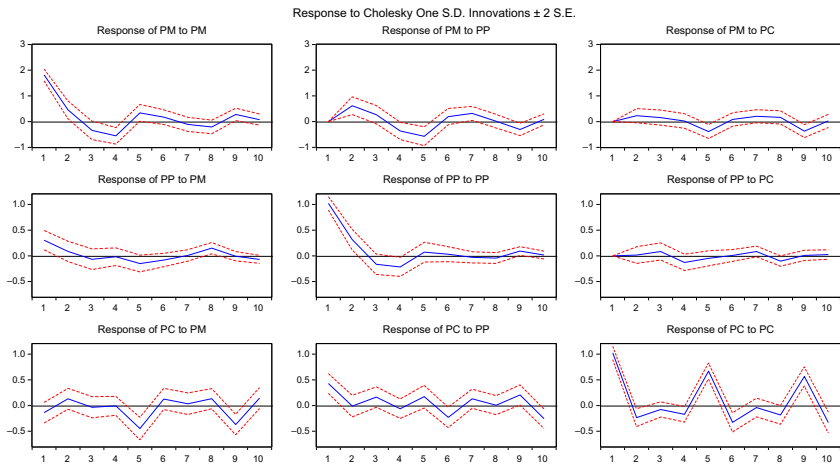 Response to Cholesky One S.D. Innovations ± 2 S.E.
Response of PM to PM
3
2
1
0
−1
1 2 3 4 5 6 7 8 9 10
Response of PM to PP
3
2
1
0
−1
1 2 3 4 5 6 7 8 9 10
Response of PM to PC
3
2
1
0
−1
1 2 3 4 5 6 7 8 9 10
Response of PP to PM
1.0
0.5
0.0
−0.5
1 2 3 4 5 6 7 8 9 10
Response of PP to PP
1.0
0.5
0.0
−0.5
1 2 3 4 5 6 7 8 9 10
Response of PP to PC
1.0
0.5
0.0
−0.5
1 2 3 4 5 6 7 8 9 10
Response of PC to PM
1.0
0.5
0.0
−0.5
1 2 3 4 5 6 7 8 9 10
Response of PC to PP
1.0
0.5
0.0
−0.5
1 2 3 4 5 6 7 8 9 10
Response of PC to PC
1.0
0.5
0.0
−0.5
1 2 3 4 5 6 7 8 9 10